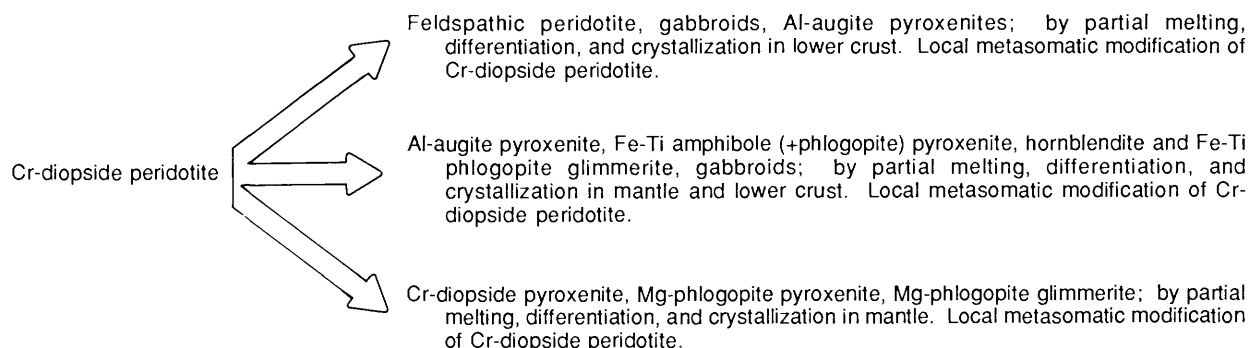 Feldspathic peridotite, gabbroids, Al-augite pyroxenites; by partial melting,
differentiation, and crystallization in lower crust. Local metasomatic modification of
Cr-diopside peridotite.
Cr-diopside peridotite
Al-augite pyroxenite, Fe-Ti amphibole (+phlogopite) pyroxenite, hornblendite and Fe-Ti
phlogopite glimmerite, gabbroids; by partial melting, differentiation, and
crystallization in mantle and lower crust. Local metasomatic modification of Cr-
diopside peridotite.
Cr-diopside pyroxenite, Mg-phlogopite pyroxenite, Mg-phlogopite glimmerite; by partial
melting, differentiation, and crystallization in mantle. Local metasomatic modification
of Cr-diopside peridotite.